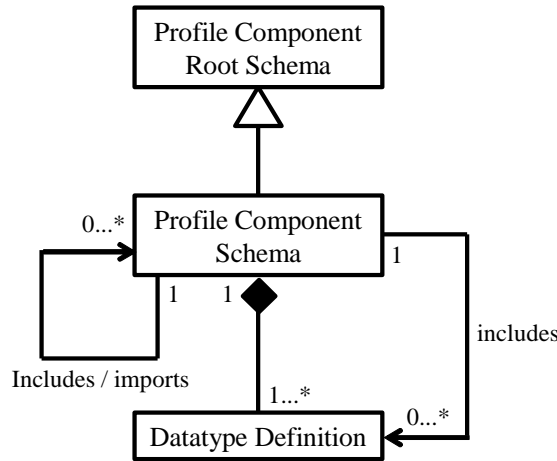 Profile Component
Root Schema
0...*
Profile Component
Schema
1
1
1
includes
Includes / imports
1...*
0...*
Datatype Definition